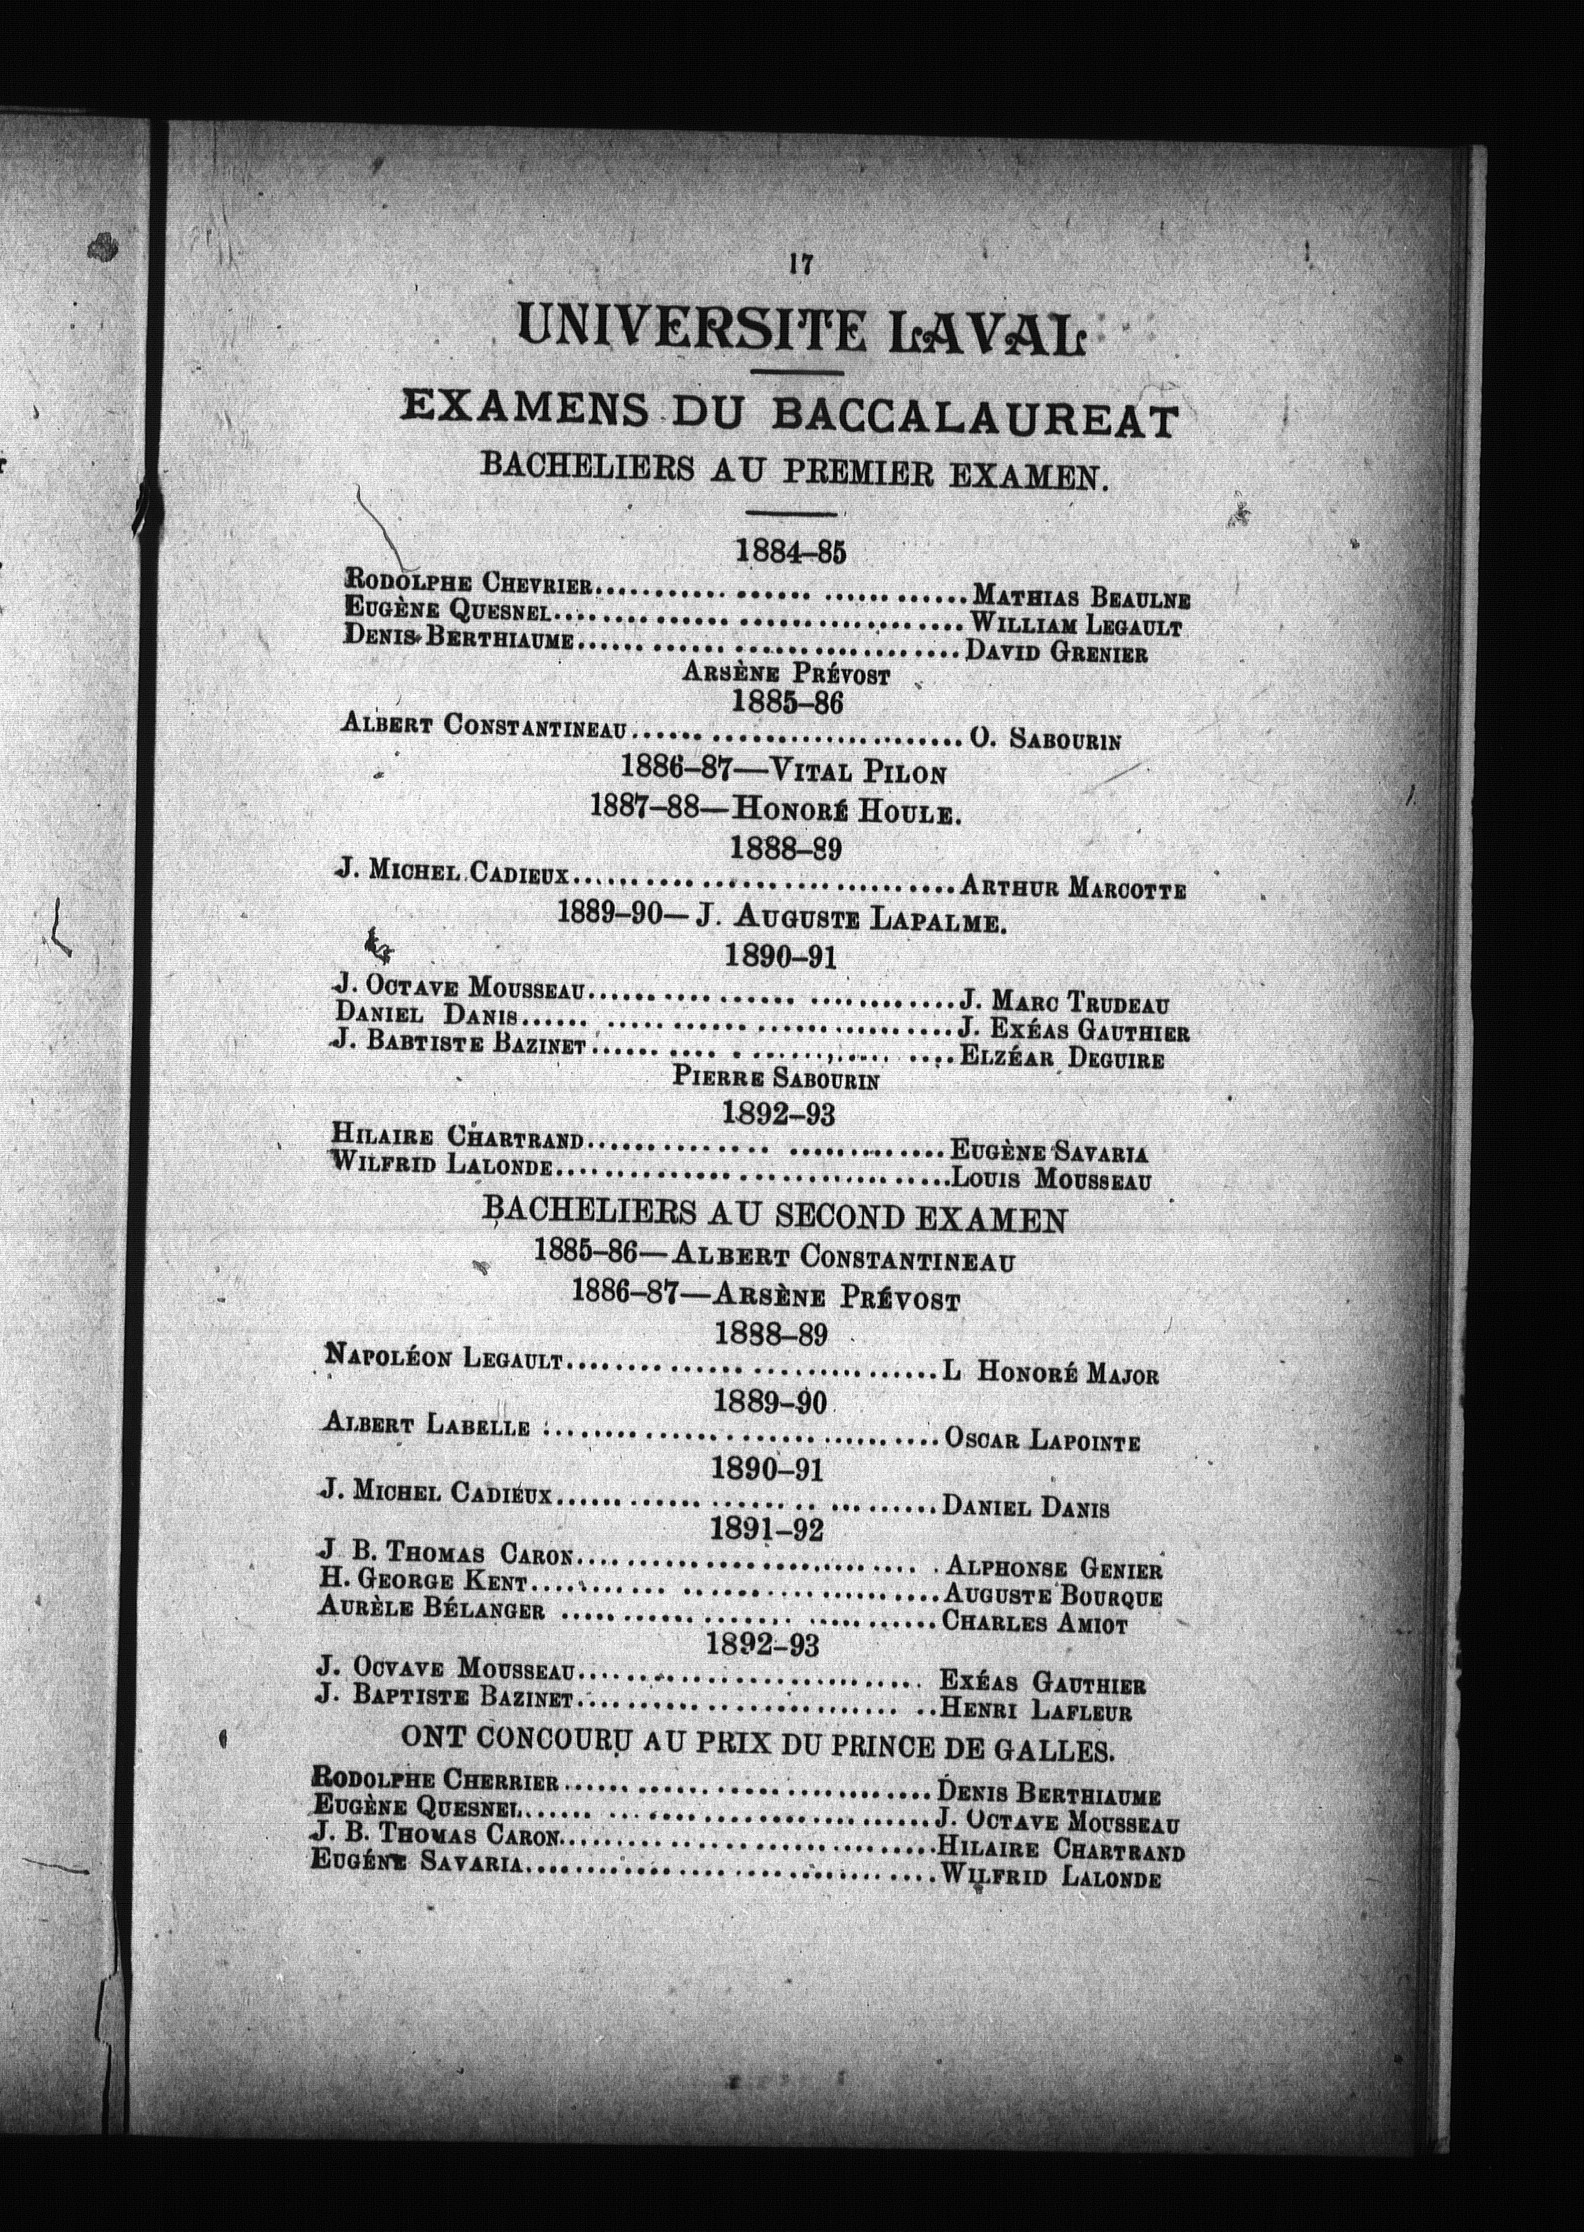 17
UNIVERSITE LAVAL
EXAMENS DU BACCALAUREAT
BACHELIERS AU PREMIER EXAMEN.
1884–85
RODOLPHE CHEVRIER........................MATHIAS BEAULNE
EUGÈNE QUESNEL........................WILLIAM LEGAULT
DENIS BERTHIAUME........................DAVID GRENIER
ARSÈNE PRÉVOST
1885–86
ALBERT CONSTANTINEAU........................O. SABOURIN
1886–87—VITAL PILON
1887–88—HONORÉ HOULE.
1888–89
J. MICHEL CADIEUX........................ARTHUR MARCOTTE
1889–90—J. AUGUSTE LAPALME.
1890–91
J. OCTAVE MOUSSEAU........................J. MARC TRUDEAU
DANIEL DANIS........................J. EXÉAS GAUTHIER
J. BABTISTE BAZINET........................ELZÉAR DEGUIRE
PIERRE SABOURIN
1892–93
HILAIRE CHARTRAND........................EUGÈNE SAVARIA
WILFRID LALONDE........................LOUIS MOUSSEAU
BACHELIERS AU SECOND EXAMEN
1885–86—ALBERT CONSTANTINEAU
1886–87—ARSÈNE PRÉVOST
1888–89
NAPOLÉON LEGAULT........................L HONORÉ MAJOR
1889–90
ALBERT LABELLE ........................OSCAR LAPOINTE
1890–91
J. MICHEL CADIEUX........................DANIEL DANIS
1891–92
J B. THOMAS CARON........................ALPHONSE GENIER
H. GEORGE KENT........................AUGUSTE BOURQUE
AURÈLE BÉLANGER ........................CHARLES AMIOT
1892–93
J. OCVAVE MOUSSEAU........................ EXÉAS GAUTHIER
J. BAPTISTE BAZINET........................HENRI LAFLEUR
ONT CONCOURU AU PRIX DU PRINCE DE GALLES.
RODOLPHE CHERRIER........................DENIS BERTHIAUME
EUGÈNE QUESNEL........................J. OCTAVE MOUSSEAU
J. B. THOMAS CARON........................HILAIRE CHARTRAND
EUGÉNE SAVARIA........................WILFRID LALONDE